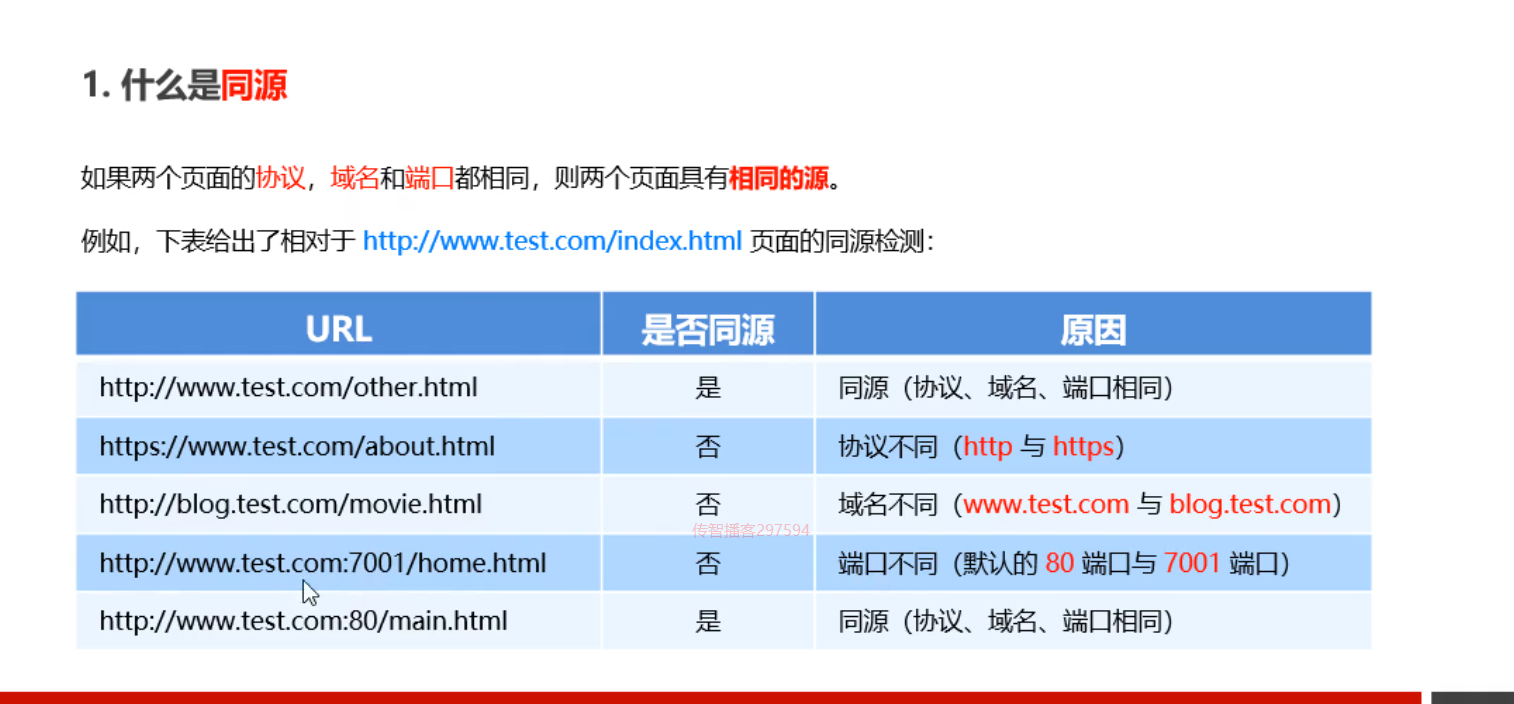 1. 什么是同源
如果两个页面的协议，域名和端口都相同，则两个页面具有相同的源。
例如，下表给出了相对于 http://www.test.com/index.html 页面的同源检测：
URL 是否同源 原因
http://www.test.com/other.html 是 同源（协议、域名、端口相同）
https://www.test.com/about.html 否 协议不同（http 与 https）
http://blog.test.com/movie.html 否 域名不同（www.test.com 与 blog.test.com）
传智播客297594
http://www.test.com:7001/home.html 否 端口不同（默认的 80 端口与 7001 端口）
http://www.test.com:80/main.html 是 同源（协议、域名、端口相同）